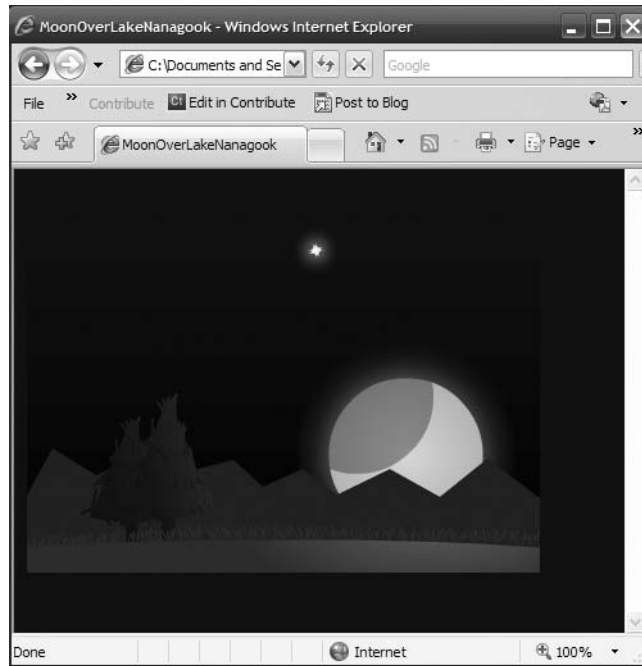 MoonOverLakeNanagook - Windows Internet Explorer
C:\Documents and Se Google
File » Contribute Ct Edit in Contribute Post to Blog
MoonOverLakeNanagook Page »
Done Internet 100%